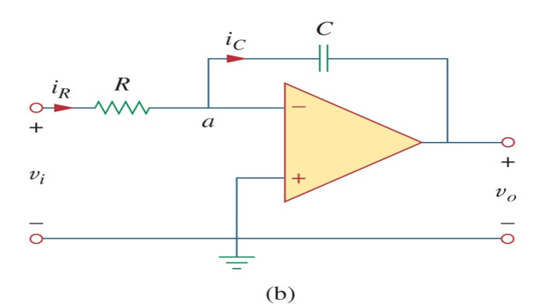 i_C C
i_R R
a −
+ +
v_i +
v_o
− −
(b)